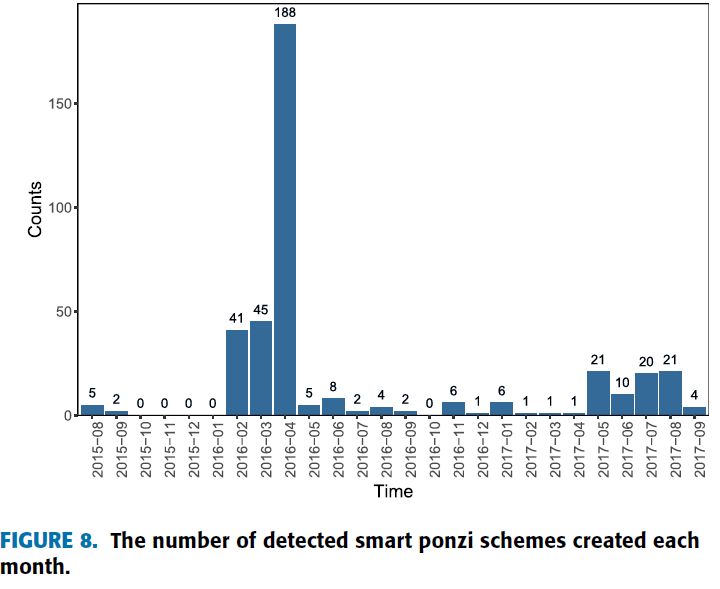 188
150
100
50
0
Counts
5 2 0 0 0 0 41 45 5 8 2 4 2 0 6 1 6 1 1 1 21 10 20 21 4
2015-08 2015-09 2015-10 2015-11 2015-12 2016-01 2016-02 2016-03 2016-04 2016-05 2016-06 2016-07 2016-08 2016-09 2016-10 2016-11 2016-12 2017-01 2017-02 2017-03 2017-04 2017-05 2017-06 2017-07 2017-08 2017-09
Time
FIGURE 8. The number of detected smart ponzi schemes created each
month.